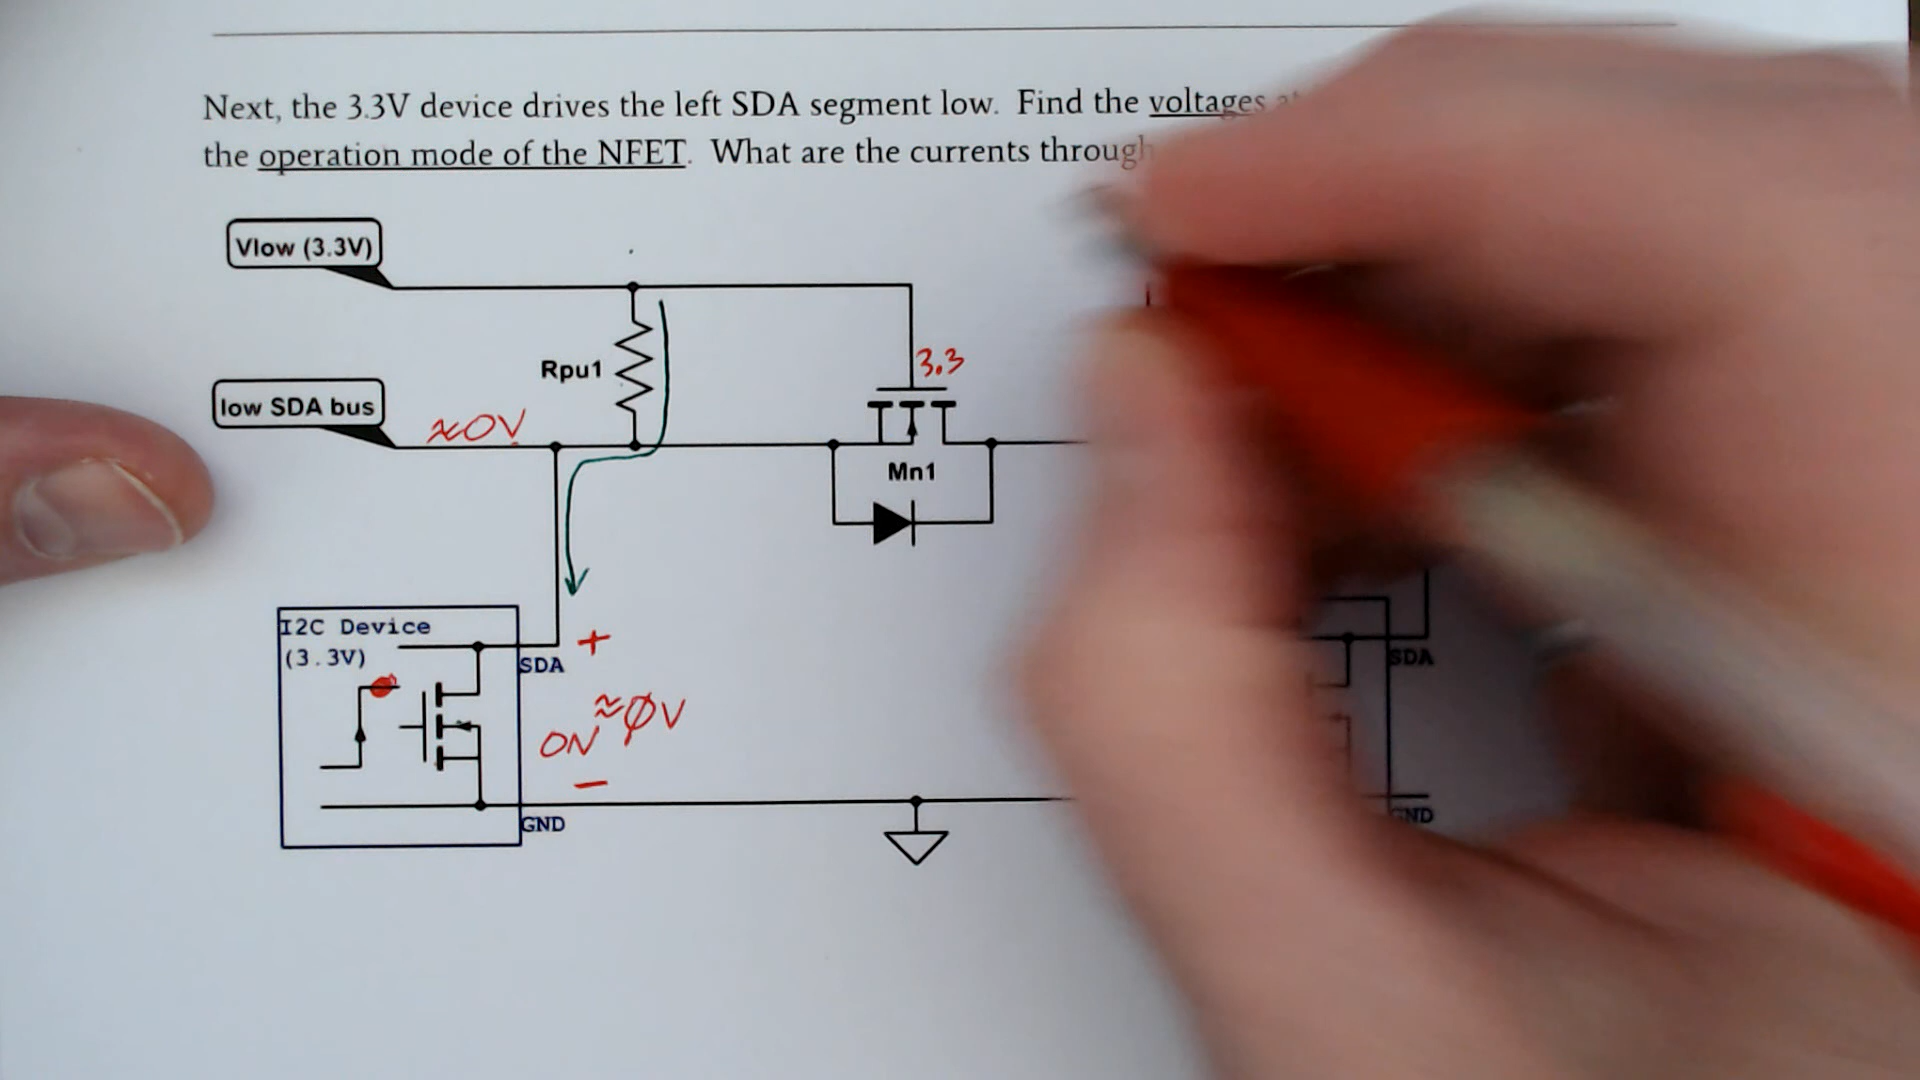 Next, the 3.3V device drives the left SDA segment low. Find the voltages
the operation mode of the NFET. What are the currents through
Vlow (3.3V)
3.3
Rpu1
low SDA bus
≈0V
Mn1
I2C Device
(3.3V)
+
SDA
SDA
≈0V
ON
–
GND
GND